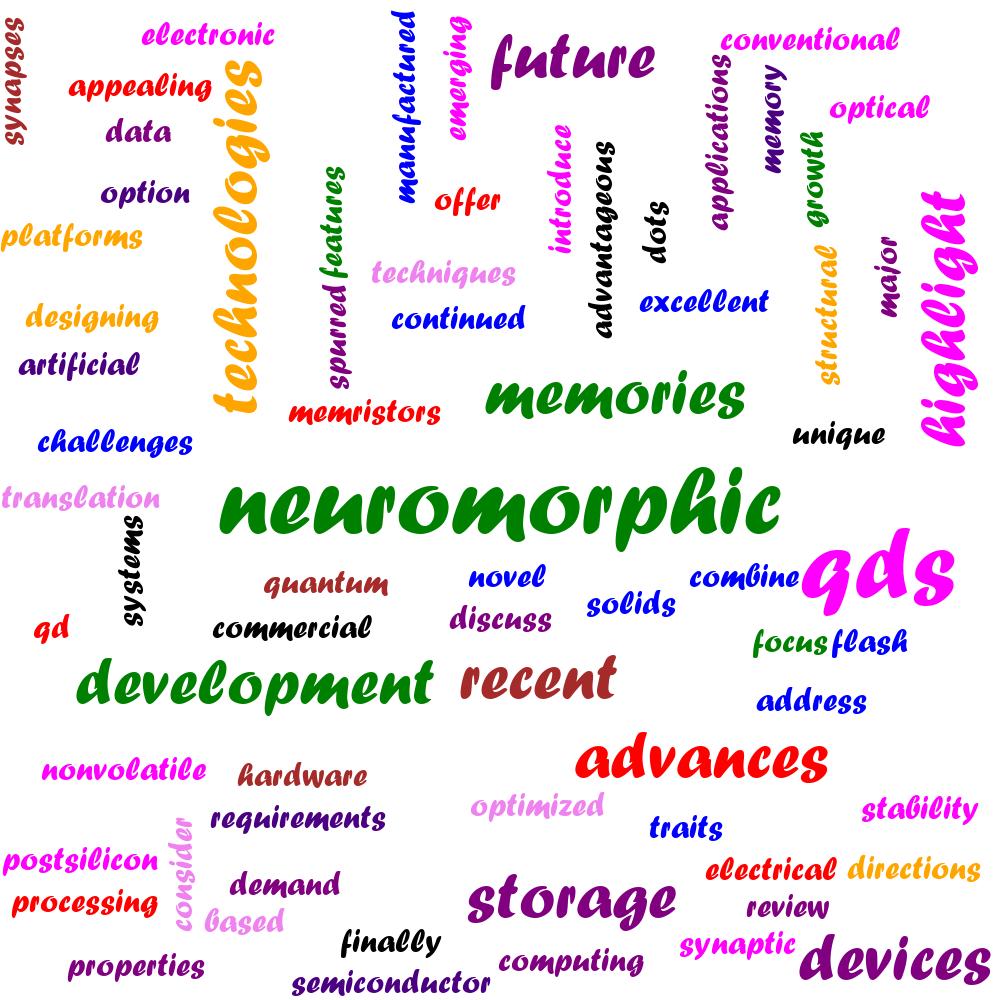 synapses
electronic
manufactured
emerging
future
conventional
appealing
technologies
applications
memory
optical
data
introduce
advantageous
growth
option
features
offer
dots
highlight
platforms
techniques
major
designing
spurred
continued
excellent
structural
artificial
memristors
memories
unique
challenges
translation
neuromorphic
systems
quantum
novel
combine
qds
solids
qd
commercial
discuss
focus
flash
development
recent
address
advances
nonvolatile
hardware
optimized
stability
requirements
traits
consider
postsilicon
electrical
directions
processing
demand
storage
review
based
finally
synaptic
devices
properties
semiconductor
computing